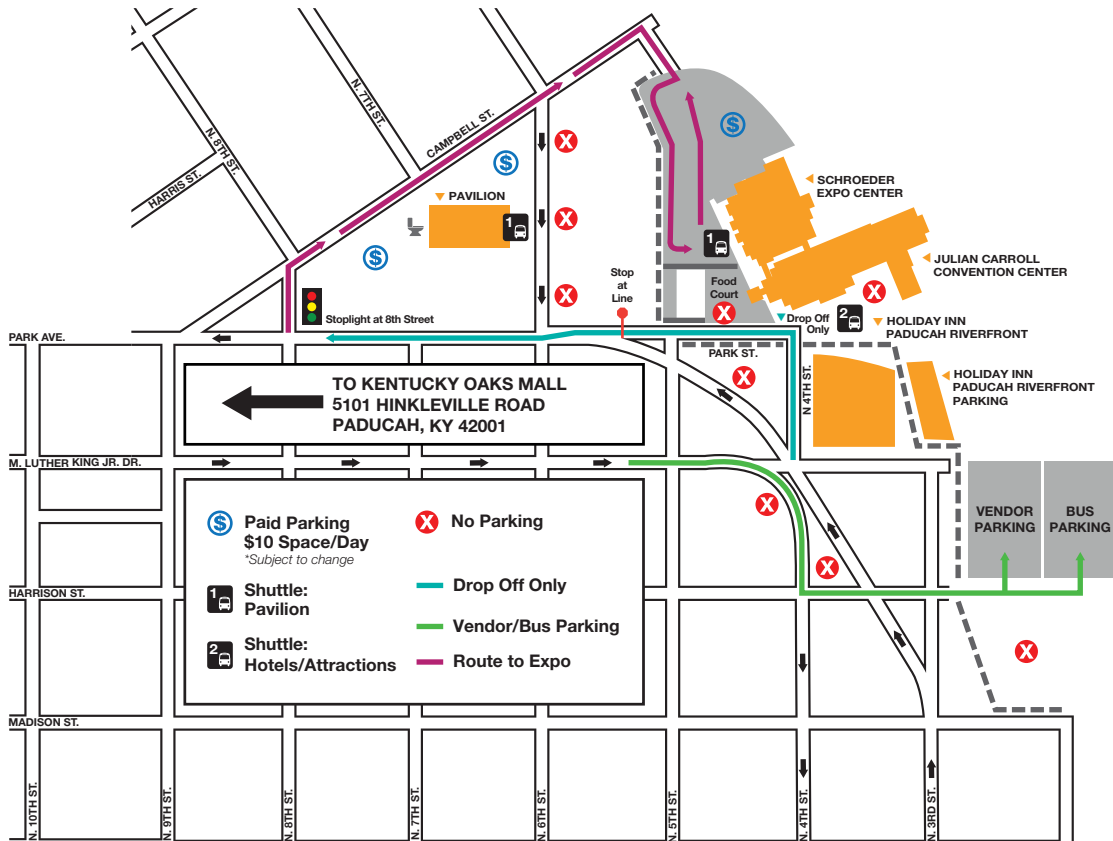 N. 7TH ST.
N. 8TH ST.
HARRIS ST.
CAMPBELL ST.
$
X
$
PAVILION
1
X
$
SCHROEDER
EXPO CENTER
1
JULIAN CARROLL
CONVENTION CENTER
X
X
Stop
at
Line
Food
Court
X
Stoplight at 8th Street
Drop Off
Only
2
HOLIDAY INN
PADUCAH RIVERFRONT
PARK AVE.
PARK ST.
N 4TH ST.
X
HOLIDAY INN
PADUCAH RIVERFRONT
PARKING
TO KENTUCKY OAKS MALL
5101 HINKLEVILLE ROAD
PADUCAH, KY 42001
M. LUTHER KING JR. DR.
X
VENDOR
PARKING
BUS
PARKING
$
Paid Parking
$10 Space/Day
*Subject to change
X
No Parking
1
Shuttle:
Pavilion
Drop Off Only
X
HARRISON ST.
2
Shuttle:
Hotels/Attractions
Vendor/Bus Parking
Route to Expo
X
MADISON ST.
N. 10TH ST.
N. 9TH ST.
N. 8TH ST.
N. 7TH ST.
N. 6TH ST.
N. 5TH ST.
N. 4TH ST.
N. 3RD ST.